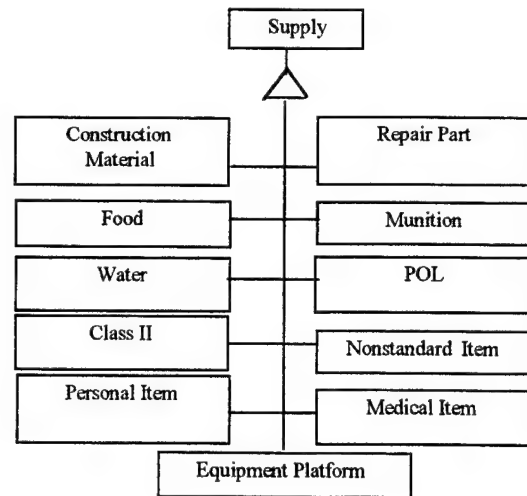 Supply
Construction
Material
Repair Part
Food
Munition
Water
POL
Class II
Nonstandard Item
Personal Item
Medical Item
Equipment Platform